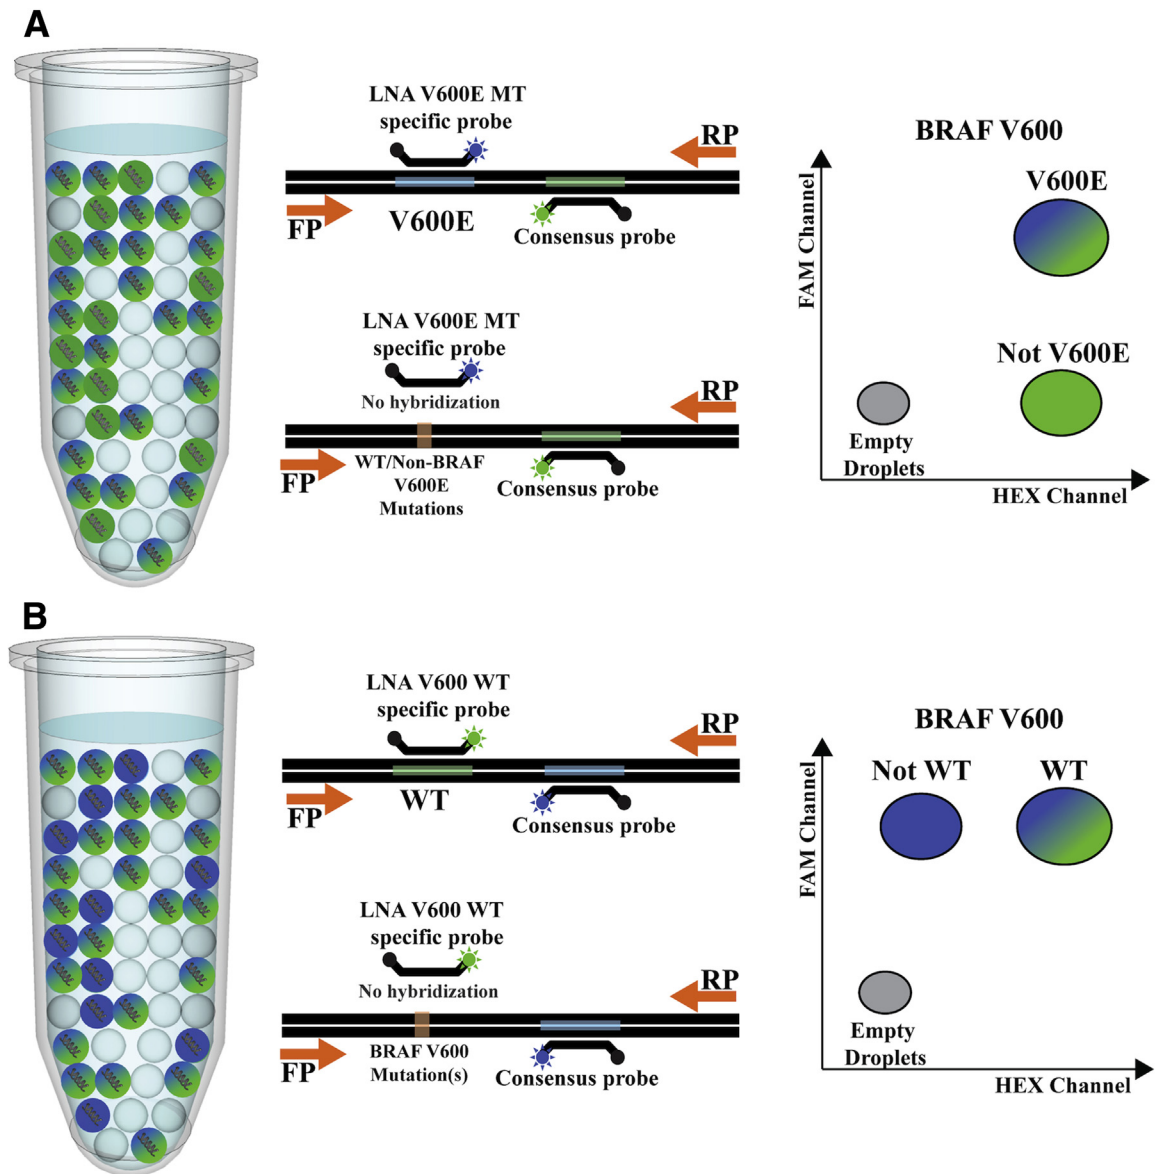 A
LNA V600E MT
specific probe
RP
FP
V600E
Consensus probe
LNA V600E MT
specific probe
No hybridization
RP
FP
WT/Non-BRAF
V600E
Mutations
Consensus probe
BRAF V600
FAM Channel
V600E
Not V600E
Empty
Droplets
HEX Channel
B
LNA V600 WT
specific probe
RP
FP
WT
Consensus probe
LNA V600 WT
specific probe
No hybridization
RP
FP
BRAF V600
Mutation(s)
Consensus probe
BRAF V600
FAM Channel
Not WT
WT
Empty
Droplets
HEX Channel